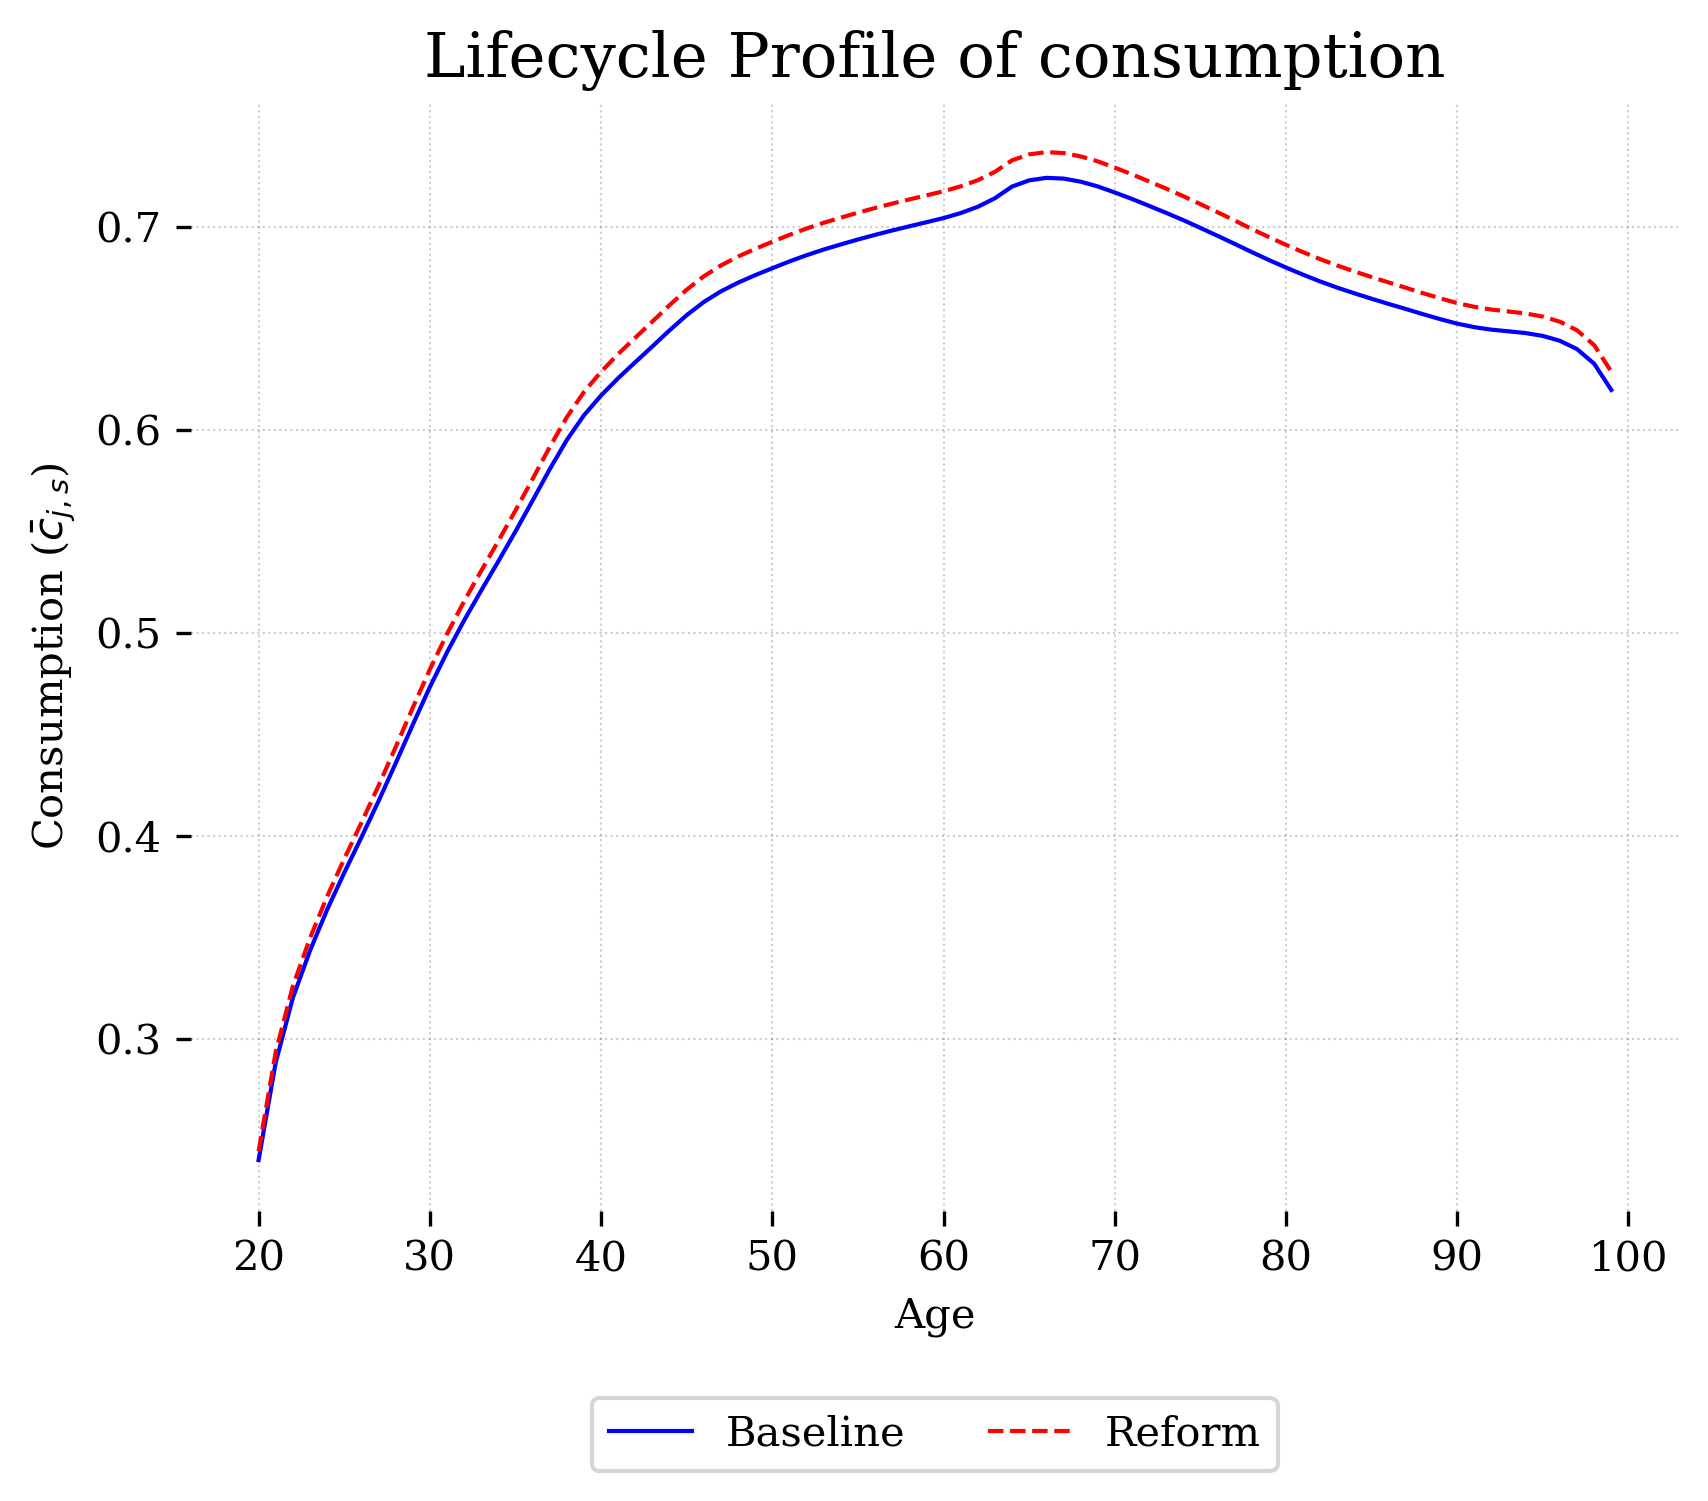 Lifecycle Profile of consumption
Consumption (c̄_{j,s})
0.7
0.6
0.5
0.4
0.3
20 30 40 50 60 70 80 90 100
Age
Baseline Reform